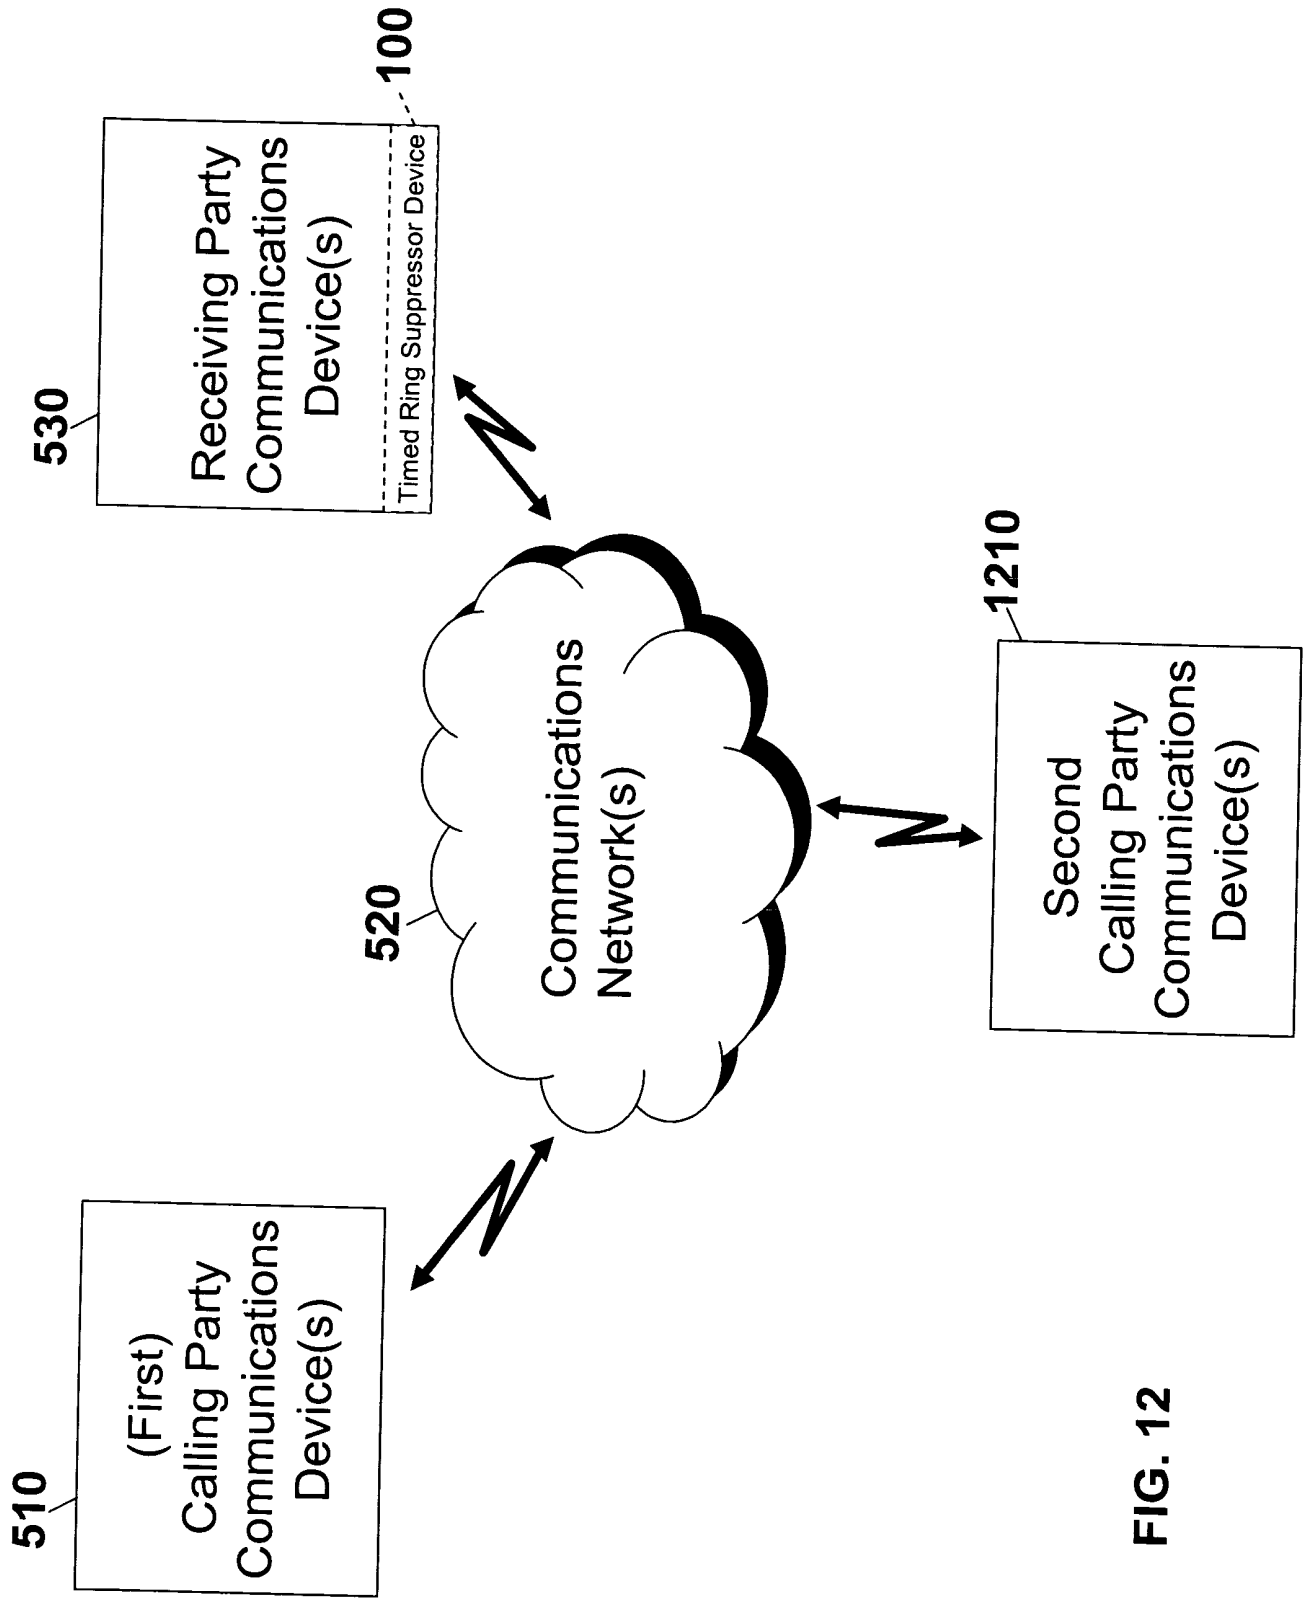 510
(First)
Calling Party
Communications
Device(s)
520
Communications
Network(s)
530
Receiving Party
Communications
Device(s)
Timed Ring Suppressor Device
100
1210
Second
Calling Party
Communications
Device(s)
FIG. 12